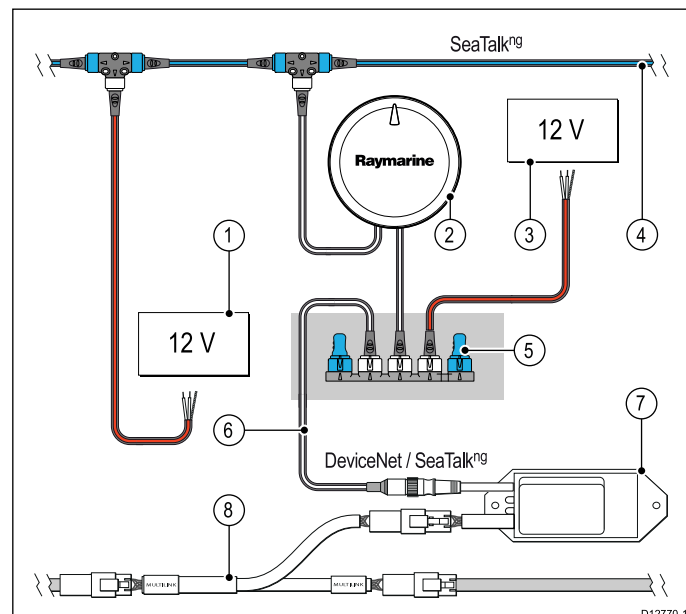 SeaTalkng
12 V
3
4
Raymarine
2
1
12 V
5
6
7
DeviceNet / SeaTalkng
8
MULTILINK
MULTILINK
D12770-1